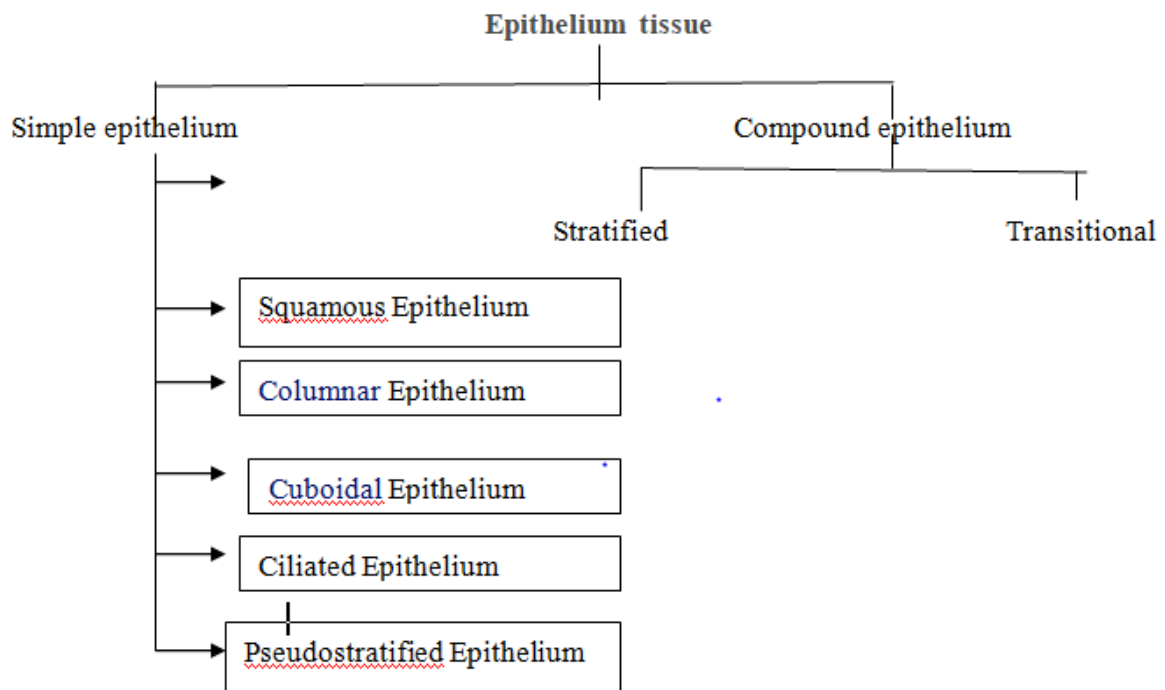 Epithelium tissue
Simple epithelium
Compound epithelium
Stratified
Transitional
Squamous Epithelium
Columnar Epithelium
Cuboidal Epithelium
Ciliated Epithelium
Pseudostratified Epithelium